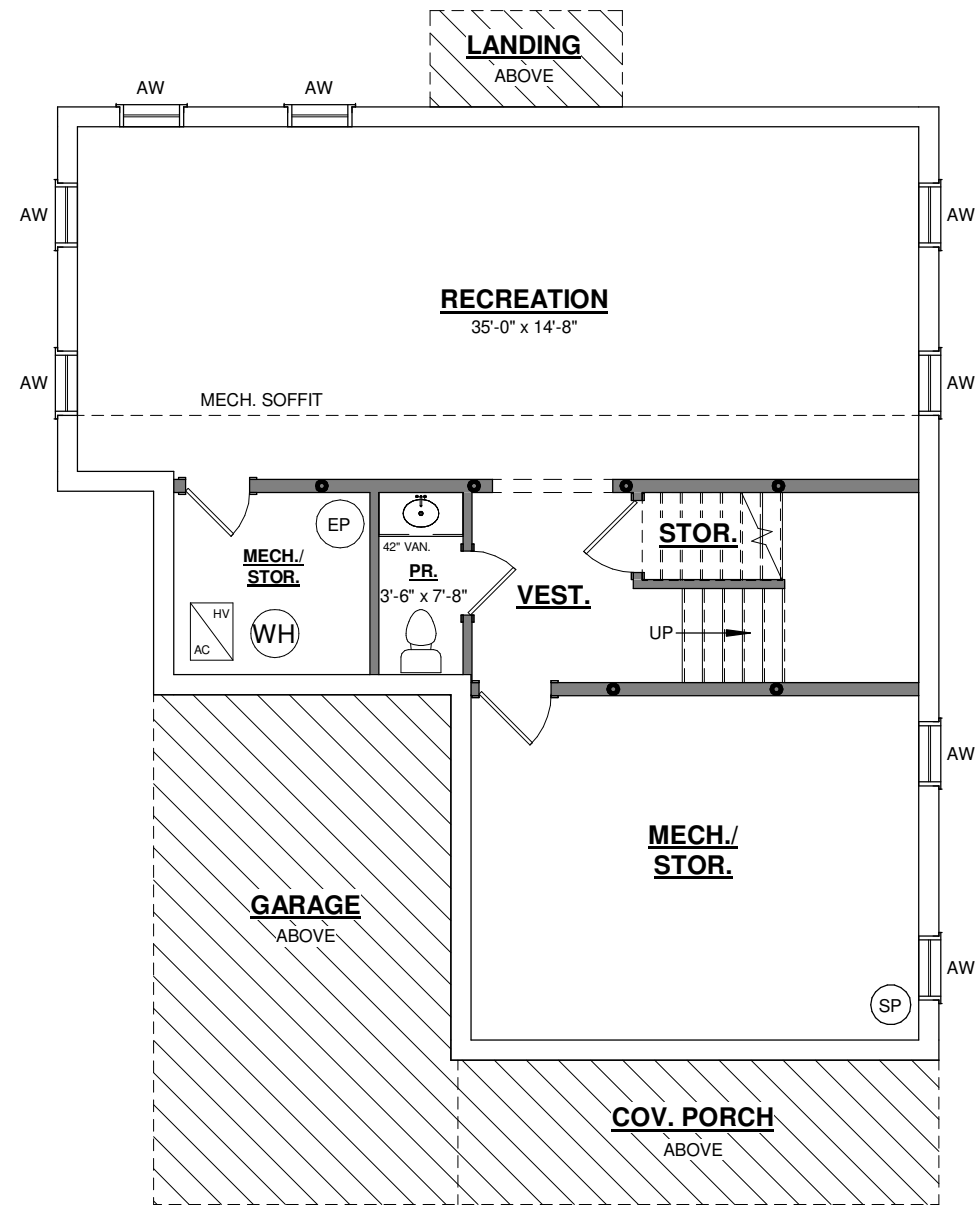 LANDING
ABOVE
AW
AW
AW
AW
RECREATION
35'-0" x 14'-8"
AW
AW
MECH. SOFFIT
EP
MECH./
STOR.
42" VAN.
PR.
3'-6" x 7'-8"
STOR.
VEST.
HV
AC
WH
UP
AW
MECH./
STOR.
GARAGE
ABOVE
AW
SP
COV. PORCH
ABOVE